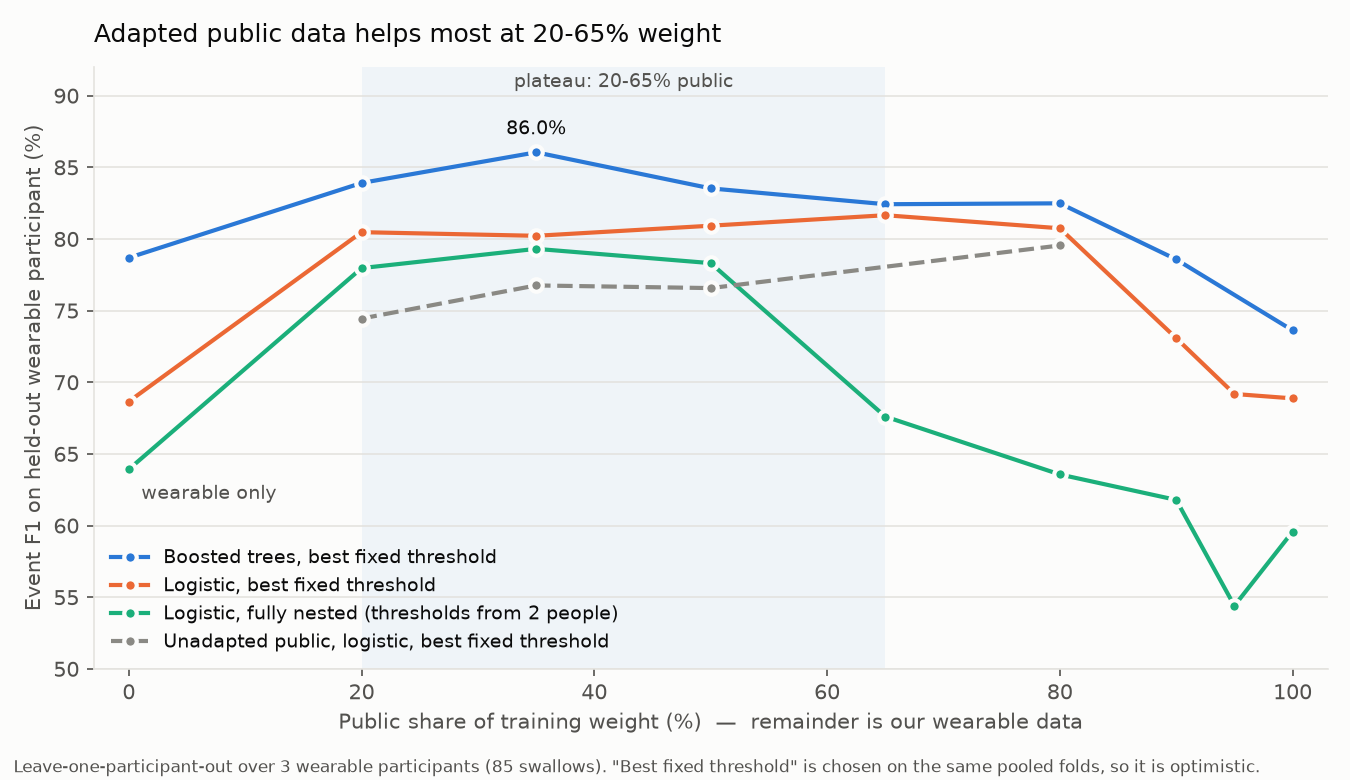 Adapted public data helps most at 20-65% weight
plateau: 20-65% public
86.0%
wearable only
Event F1 on held-out wearable participant (%)
90
85
80
75
70
65
60
55
50
Boosted trees, best fixed threshold
Logistic, best fixed threshold
Logistic, fully nested (thresholds from 2 people)
Unadapted public, logistic, best fixed threshold
0 20 40 60 80 100
Public share of training weight (%) — remainder is our wearable data
Leave-one-participant-out over 3 wearable participants (85 swallows). "Best fixed threshold" is chosen on the same pooled folds, so it is optimistic.